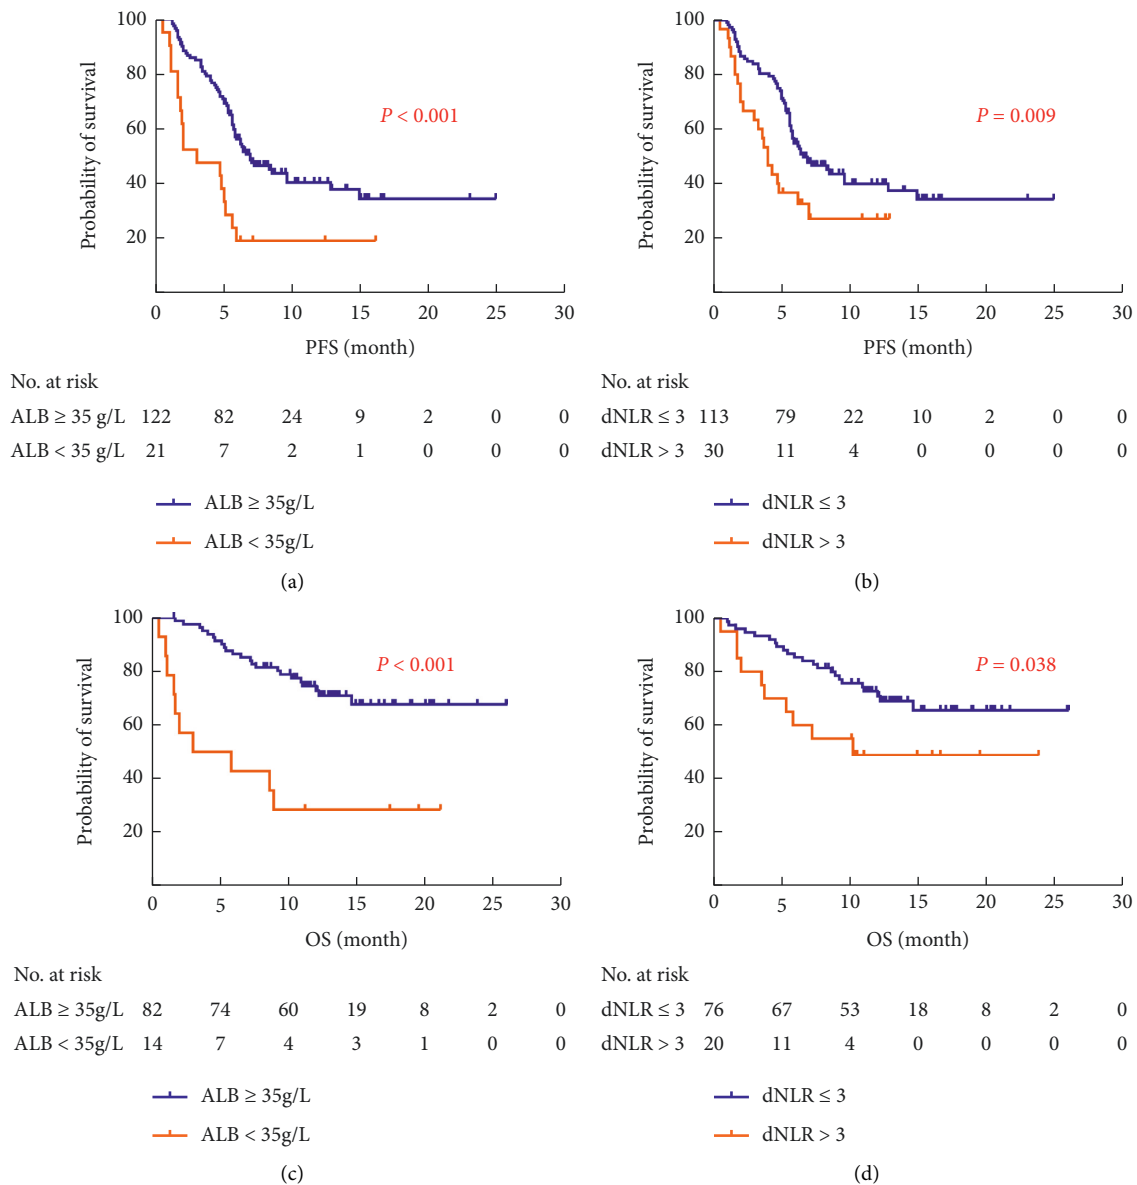 100
80
60
40
20
Probability of survival
P < 0.001
0 5 10 15 20 25 30
PFS (month)
No. at risk
ALB ≥ 35 g/L 122 82 24 9 2 0 0
ALB < 35 g/L 21 7 2 1 0 0 0
ALB ≥ 35g/L
ALB < 35g/L
(a)
100
80
60
40
20
Probability of survival
P = 0.009
0 5 10 15 20 25 30
PFS (month)
No. at risk
dNLR ≤ 3 113 79 22 10 2 0 0
dNLR > 3 30 11 4 0 0 0 0
dNLR ≤ 3
dNLR > 3
(b)
100
80
60
40
20
Probability of survival
P < 0.001
0 5 10 15 20 25 30
OS (month)
No. at risk
ALB ≥ 35g/L 82 74 60 19 8 2 0
ALB < 35g/L 14 7 4 3 1 0 0
ALB ≥ 35g/L
ALB < 35g/L
(c)
100
80
60
40
20
Probability of survival
P = 0.038
0 5 10 15 20 25 30
OS (month)
No. at risk
dNLR ≤ 3 76 67 53 18 8 2 0
dNLR > 3 20 11 4 0 0 0 0
dNLR ≤ 3
dNLR > 3
(d)